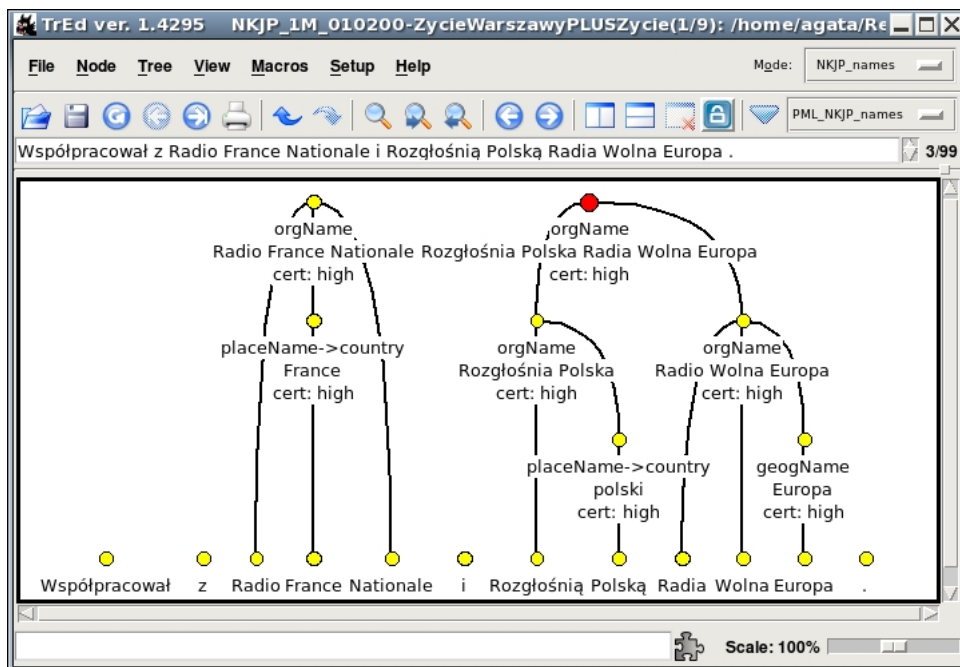 TrEd ver. 1.4295 NKJP_1M_010200-ZycieWarszawyPLUSZycie(1/9): /home/agata/Re
File Node Tree View Macros Setup Help Mode: NKJP_names
PML_NKJP_names
Współpracował z Radio France Nationale i Rozgłośnią Polską Radia Wolna Europa . 3/99
orgName orgName
Radio France Nationale Rozgłośnia Polska Radia Wolna Europa
cert: high cert: high
placeName->country orgName orgName
France Rozgłośnia Polska Radio Wolna Europa
cert: high cert: high cert: high
placeName->country geogName
polski Europa
cert: high cert: high
Współpracował z Radio France Nationale i Rozgłośnią Polską Radia Wolna Europa .
Scale: 100%